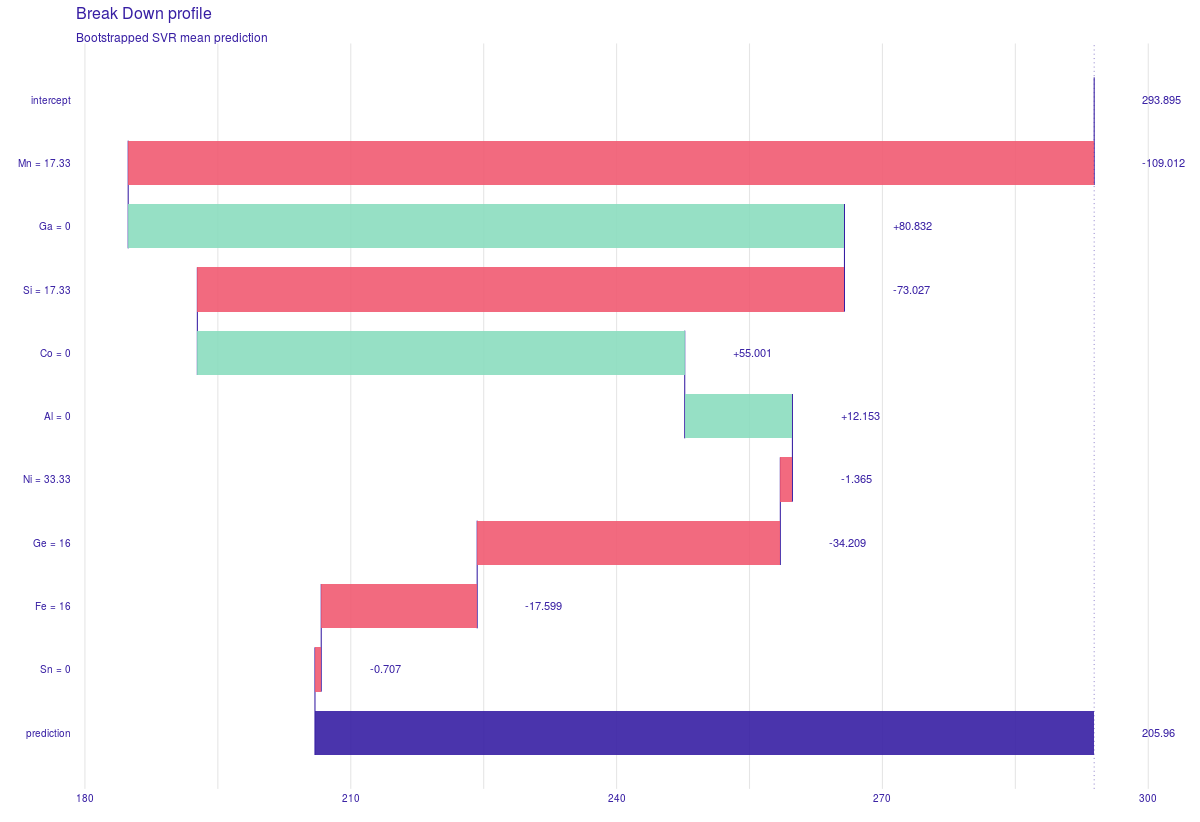 Break Down profile
Bootstrapped SVR mean prediction
intercept 293.895
Mn = 17.33 -109.012
Ga = 0 +80.832
Si = 17.33 -73.027
Co = 0 +55.001
Al = 0 +12.153
Ni = 33.33 -1.365
Ge = 16 -34.209
Fe = 16 -17.599
Sn = 0 -0.707
prediction 205.96
180 210 240 270 300